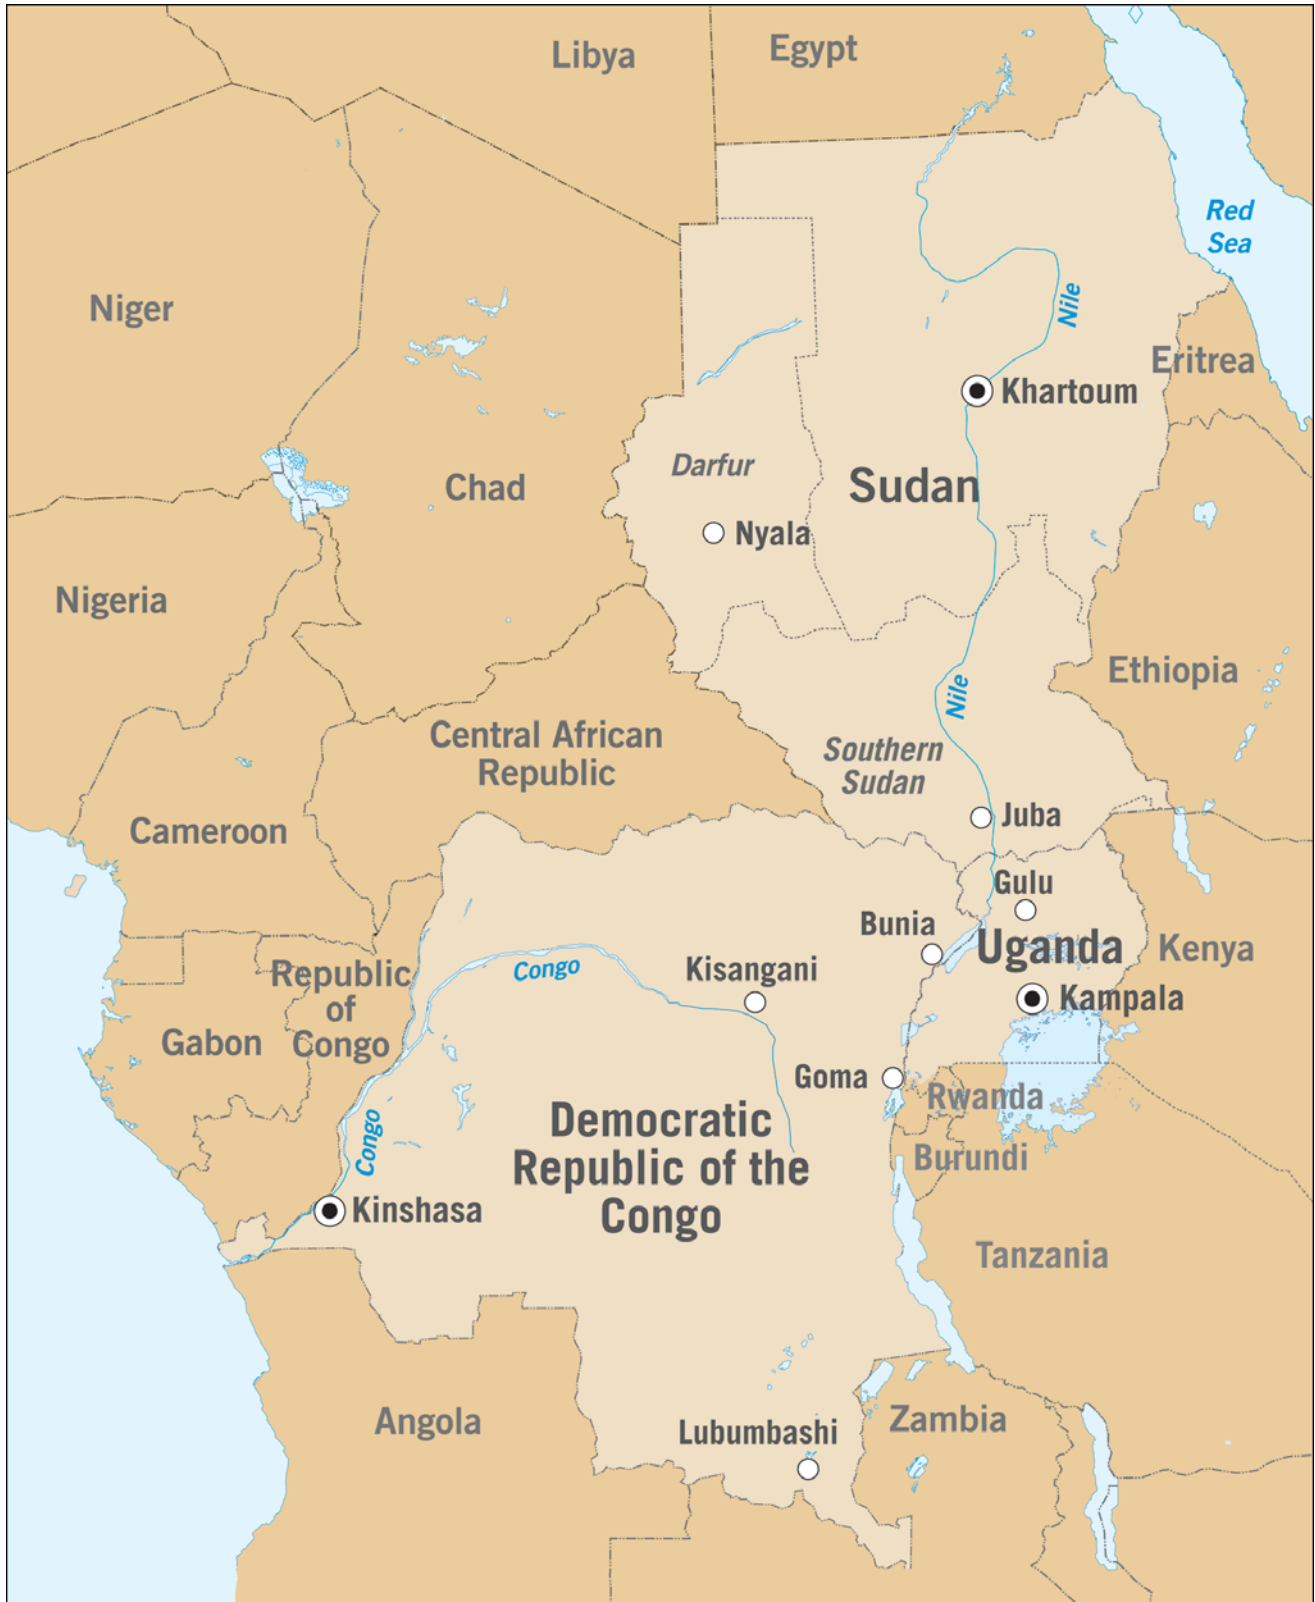 Libya
Egypt
Red
Sea
Niger
Nile
Eritrea
Khartoum
Darfur
Chad
Sudan
Nyala
Nigeria
Ethiopia
Nile
Central African
Republic
Southern
Sudan
Cameroon
Juba
Gulu
Bunia
Uganda
Kenya
Republic
of
Congo
Congo
Kisangani
Kampala
Gabon
Goma
Rwanda
Democratic
Republic of the
Congo
Congo
Burundi
Kinshasa
Tanzania
Angola
Lubumbashi
Zambia